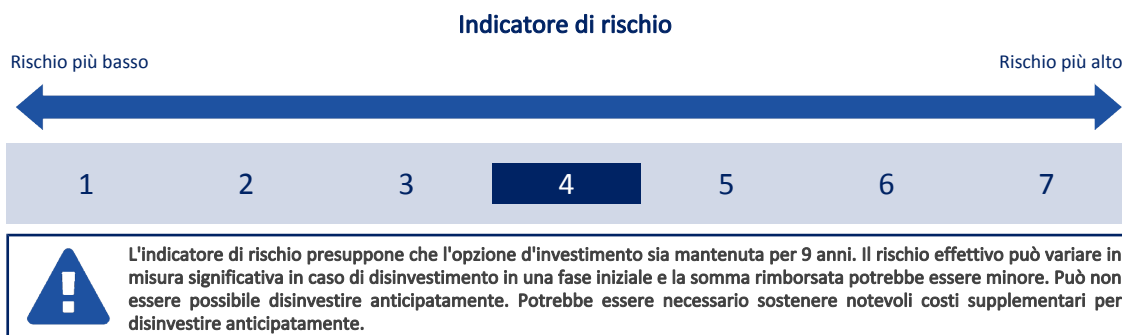 Indicatore di rischio
Rischio più basso
Rischio più alto
1 2 3 4 5 6 7
L'indicatore di rischio presuppone che l'opzione d'investimento sia mantenuta per 9 anni. Il rischio effettivo può variare in
misura significativa in caso di disinvestimento in una fase iniziale e la somma rimborsata potrebbe essere minore. Può non
essere possibile disinvestire anticipatamente. Potrebbe essere necessario sostenere notevoli costi supplementari per
disinvestire anticipatamente.